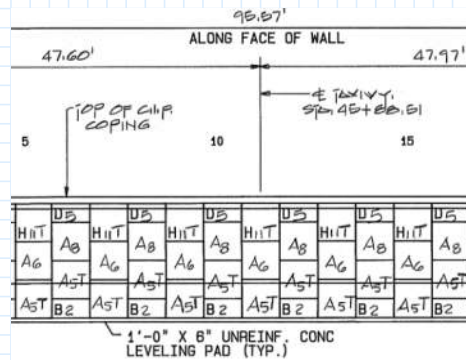 95.57'
ALONG FACE OF WALL
47.60' 47.97'
TOP OF C.I.P. COPING
℄ TAXIWY. STA. 45+88.51
5 10 15
U5 U5 U5 U5 U5 U5
H11T H11T H11T H11T H11T H11T
A8 A8 A8 A8 A8 A8
A6 A6 A6 A6 A6 A6
A5T A5T A5T A5T A5T A5T
A5T B2 A5T B2 A5T B2 A5T B2 A5T B2 A5T B2
1'-0" X 6" UNREINF. CONC
LEVELING PAD (TYP.)